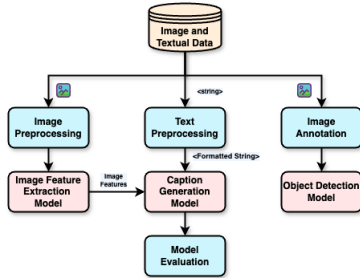 Image and
Textual Data
<string>
Image
Preprocessing
Text
Preprocessing
Image
Annotation
<Formatted String>
Image Feature
Extraction
Model
Image
Features
Caption
Generation
Model
Object Detection
Model
Model
Evaluation